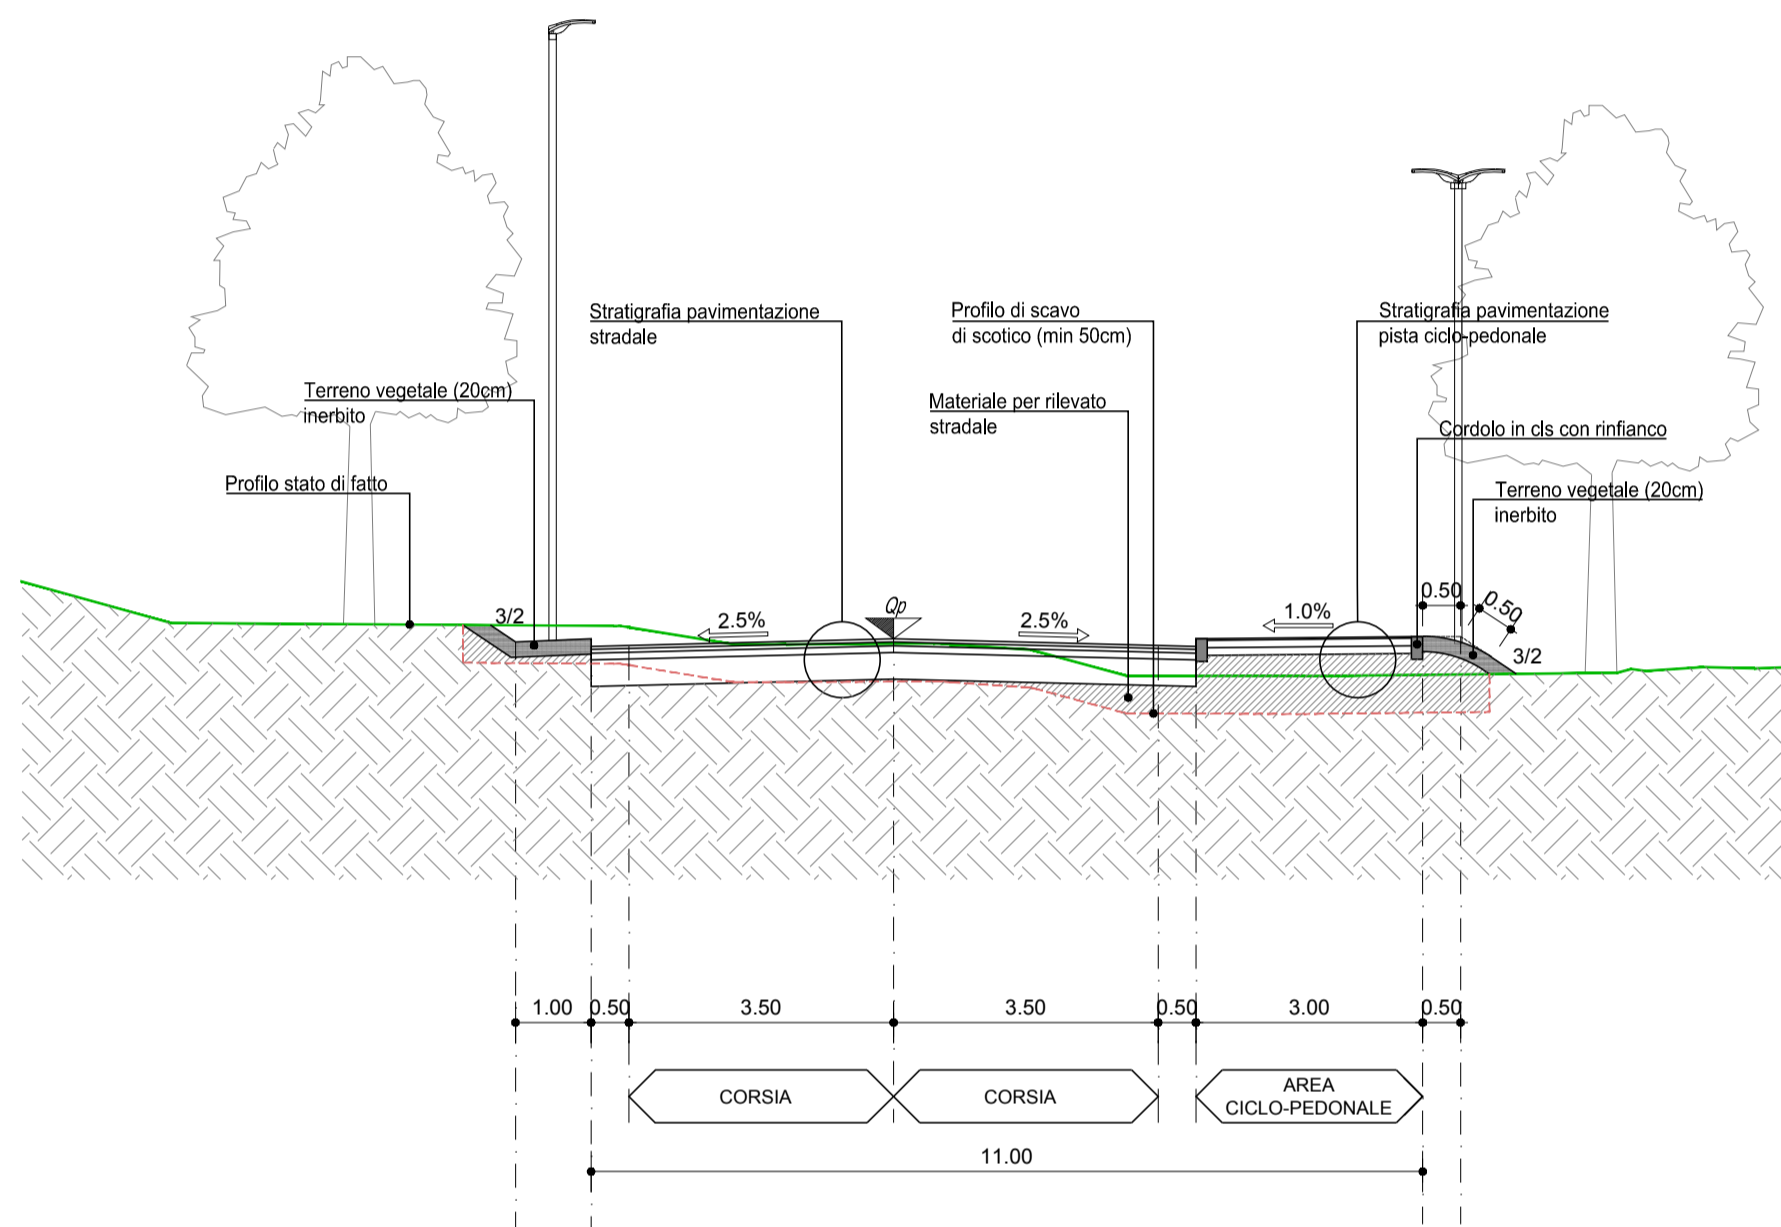 Stratigrafia pavimentazione
stradale
Profilo di scavo
di scotico (min 50cm)
Stratigrafia pavimentazione
pista ciclo-pedonale
Terreno vegetale (20cm)
inerbito
Materiale per rilevato
stradale
Cordolo in cls con rinfianco
Profilo stato di fatto
Terreno vegetale (20cm)
inerbito
3/2
2.5%
Qp
2.5%
1.0%
0.50
0.50
3/2
1.00
0.50
3.50
3.50
0.50
3.00
0.50
CORSIA
CORSIA
AREA
CICLO-PEDONALE
11.00